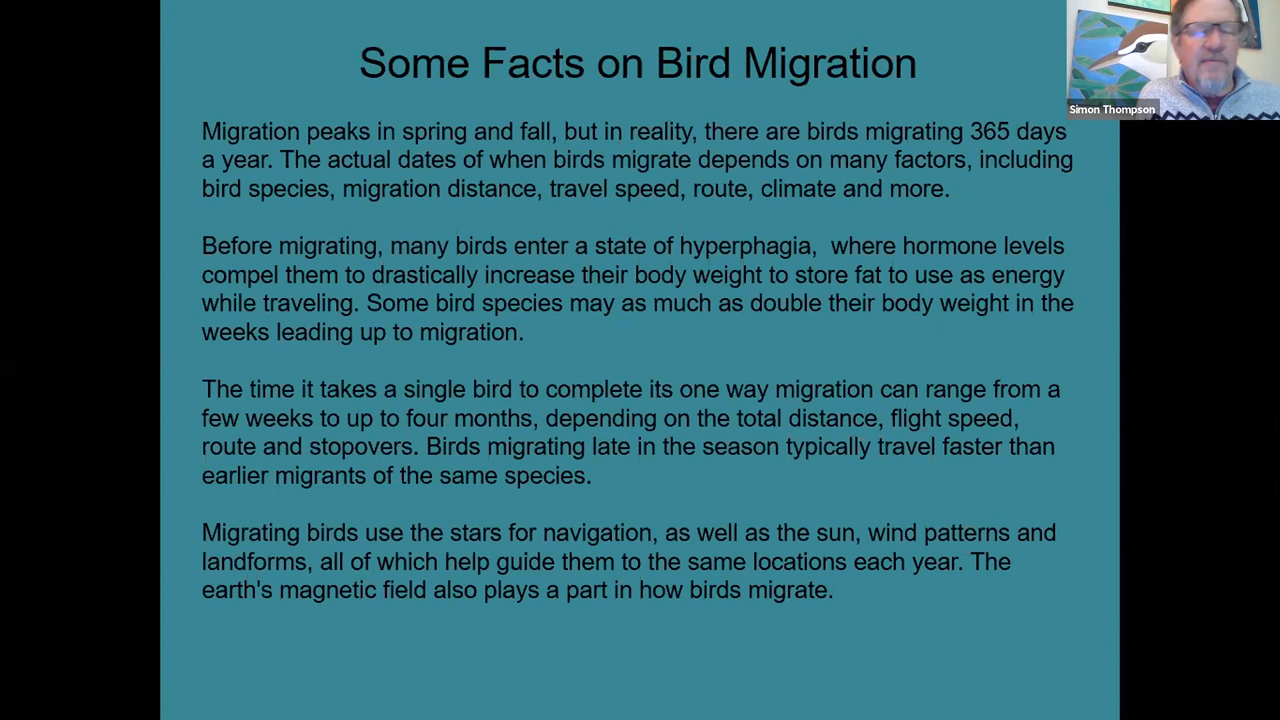 Some Facts on Bird Migration
Simon Thompson
Migration peaks in spring and fall, but in reality, there are birds migrating 365 days
a year. The actual dates of when birds migrate depends on many factors, including
bird species, migration distance, travel speed, route, climate and more.
Before migrating, many birds enter a state of hyperphagia,  where hormone levels
compel them to drastically increase their body weight to store fat to use as energy
while traveling. Some bird species may as much as double their body weight in the
weeks leading up to migration.
The time it takes a single bird to complete its one way migration can range from a
few weeks to up to four months, depending on the total distance, flight speed,
route and stopovers. Birds migrating late in the season typically travel faster than
earlier migrants of the same species.
Migrating birds use the stars for navigation, as well as the sun, wind patterns and
landforms, all of which help guide them to the same locations each year. The
earth's magnetic field also plays a part in how birds migrate.